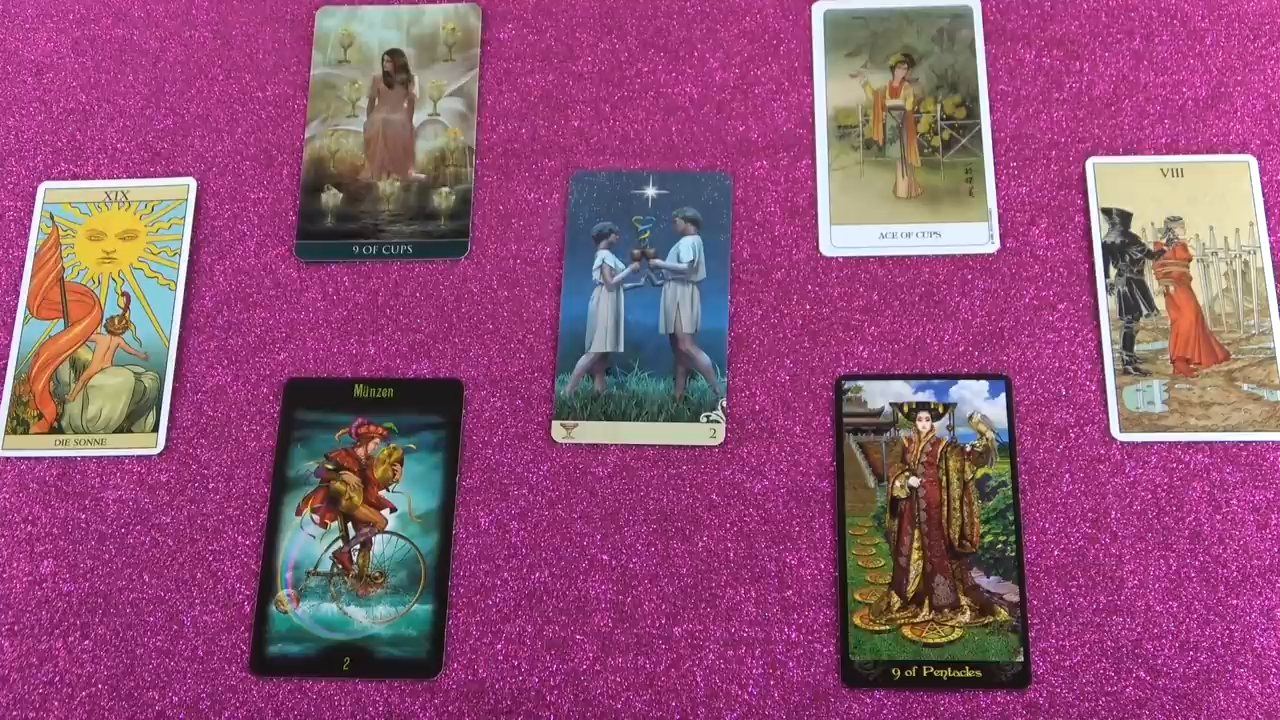 XIX
DIE SONNE
9 OF CUPS
Münzen
2
2
ACE OF CUPS
9 of Pentacles
VIII